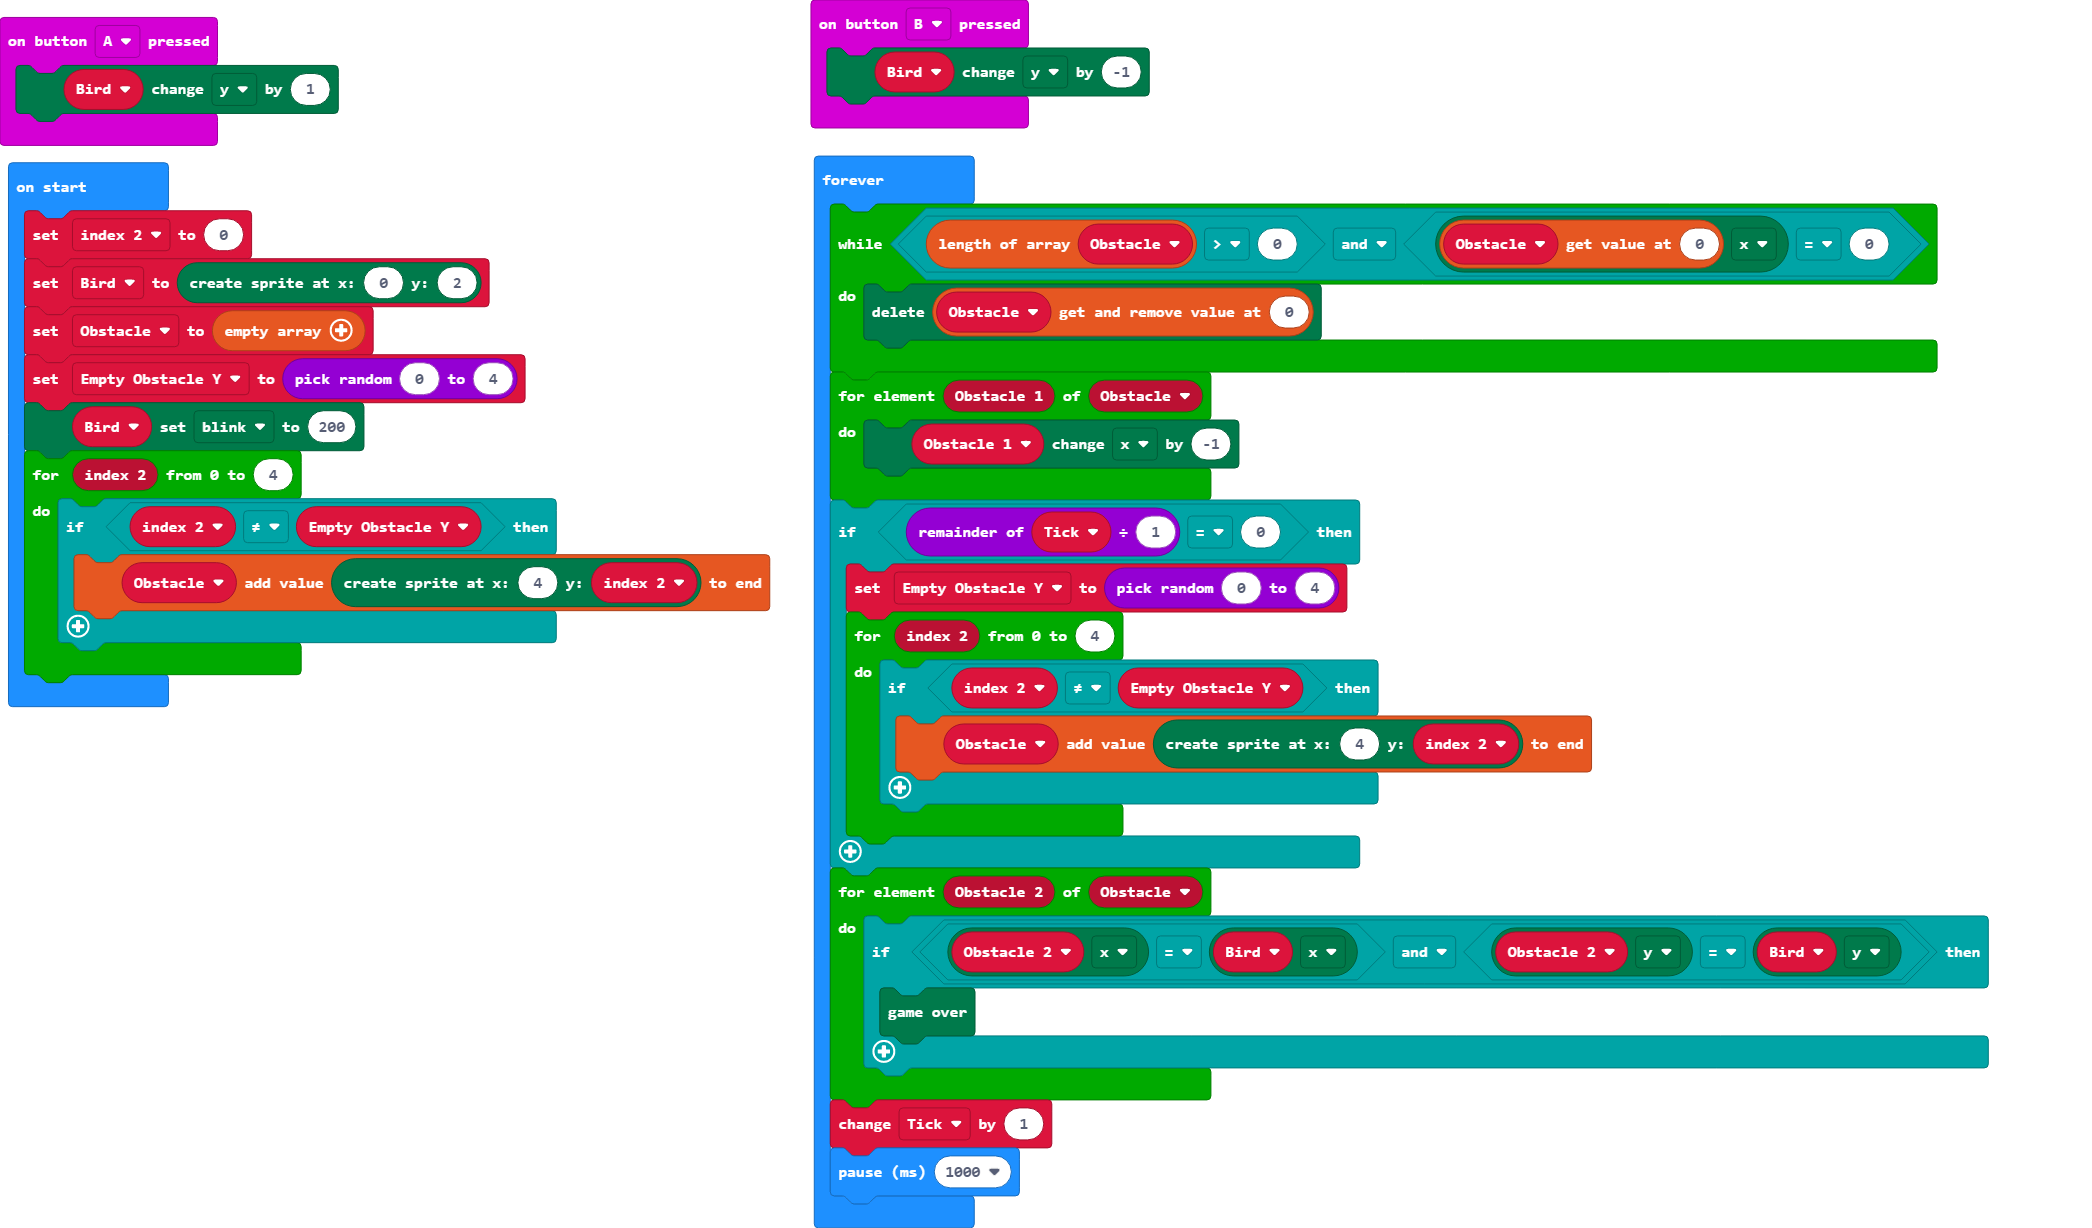 on button A pressed
Bird change y by 1
on start
set index 2 to 0
set Bird to create sprite at x: 0 y: 2
set Obstacle to empty array
set Empty Obstacle Y to pick random 0 to 4
Bird set blink to 200
for index 2 from 0 to 4
do
if index 2 ≠ Empty Obstacle Y then
Obstacle add value create sprite at x: 4 y: index 2 to end
on button B pressed
Bird change y by -1
forever
while length of array Obstacle > 0 and Obstacle get value at 0 x = 0
do
delete Obstacle get and remove value at 0
for element Obstacle 1 of Obstacle
do
Obstacle 1 change x by -1
if remainder of Tick ÷ 1 = 0 then
set Empty Obstacle Y to pick random 0 to 4
for index 2 from 0 to 4
do
if index 2 ≠ Empty Obstacle Y then
Obstacle add value create sprite at x: 4 y: index 2 to end
for element Obstacle 2 of Obstacle
do
if Obstacle 2 x = Bird x and Obstacle 2 y = Bird y then
game over
change Tick by 1
pause (ms) 1000